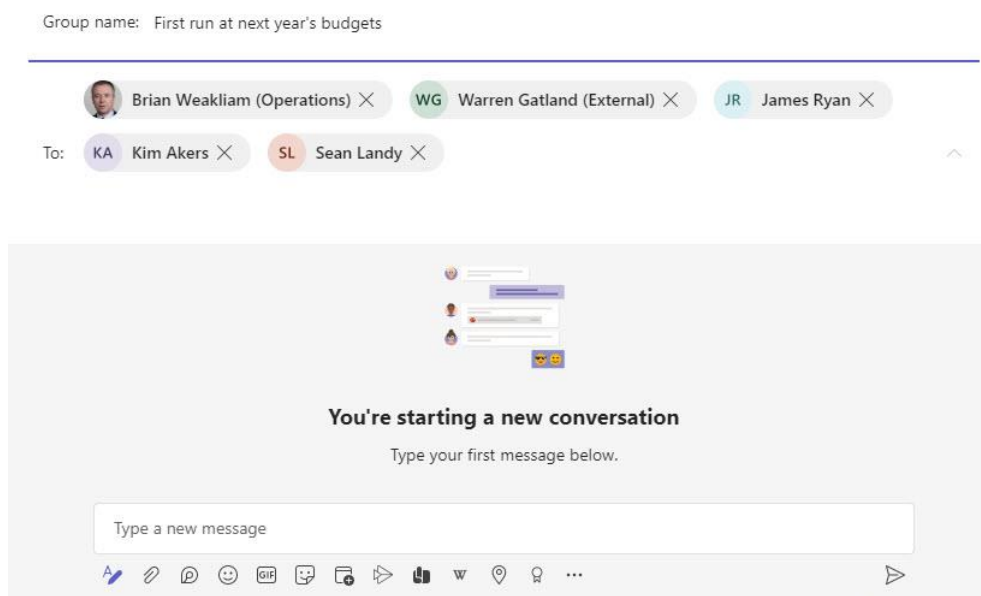 Group name: First run at next year's budgets
Brian Weakliam (Operations) WG Warren Gatland (External) JR James Ryan
To: KA Kim Akers SL Sean Landy
You're starting a new conversation
Type your first message below.
Type a new message
GIF W